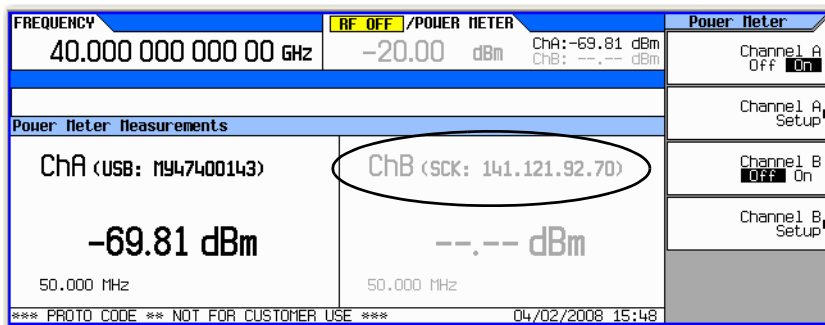 FREQUENCY
40.000 000 000 00 GHz
RF OFF /POWER METER
-20.00 dBm
ChA:-69.81 dBm
ChB: --.-- dBm
Power Meter Measurements
ChA (USB: MY47400143)
-69.81 dBm
50.000 MHz
ChB (SCK: 141.121.92.70)
--.-- dBm
50.000 MHz
*** PROTO CODE ** NOT FOR CUSTOMER USE ***
04/02/2008 15:48
Power Meter
Channel A
Off On
Channel A
Setup
Channel B
Off On
Channel B
Setup